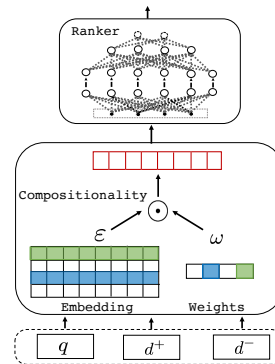 Ranker
Compositionality
ε ω
Embedding Weights
q d⁺ d⁻